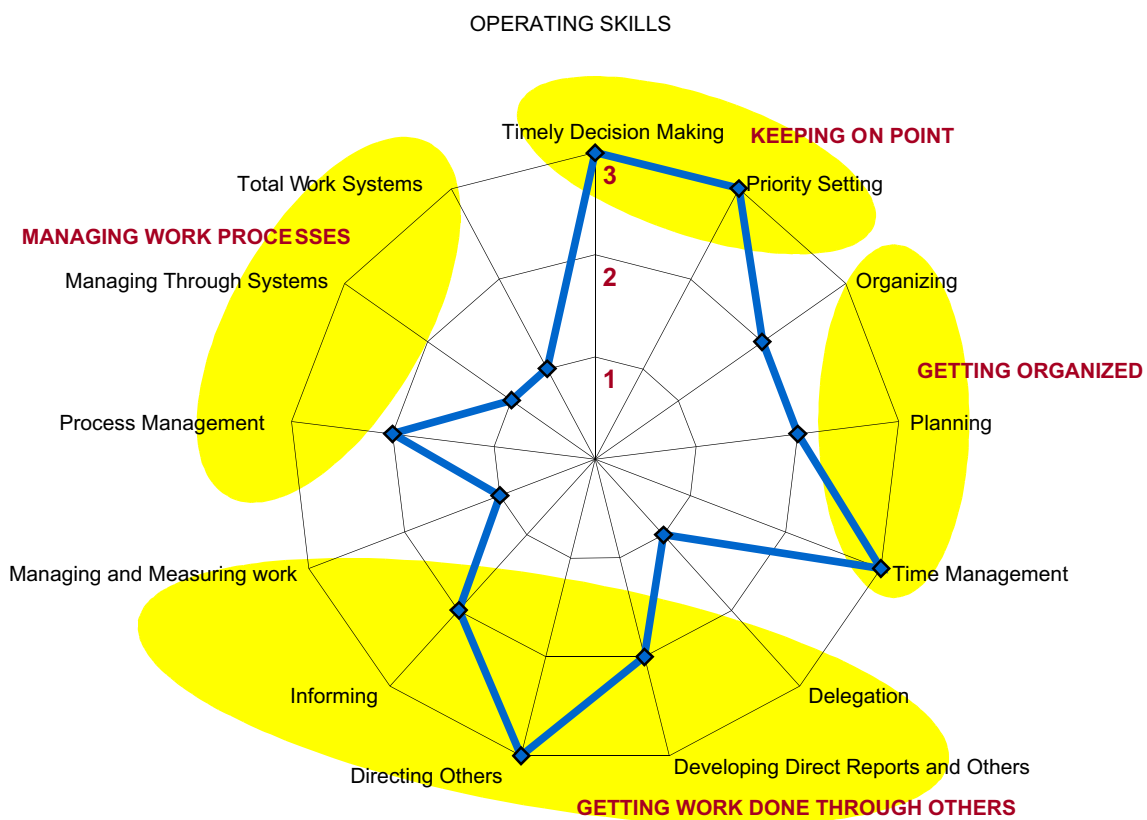 OPERATING SKILLS
Timely Decision Making
KEEPING ON POINT
3
Total Work Systems
Priority Setting
MANAGING WORK PROCESSES
Managing Through Systems
2
Organizing
GETTING ORGANIZED
1
Process Management
Planning
Managing and Measuring work
Time Management
Informing
Delegation
Directing Others
Developing Direct Reports and Others
GETTING WORK DONE THROUGH OTHERS